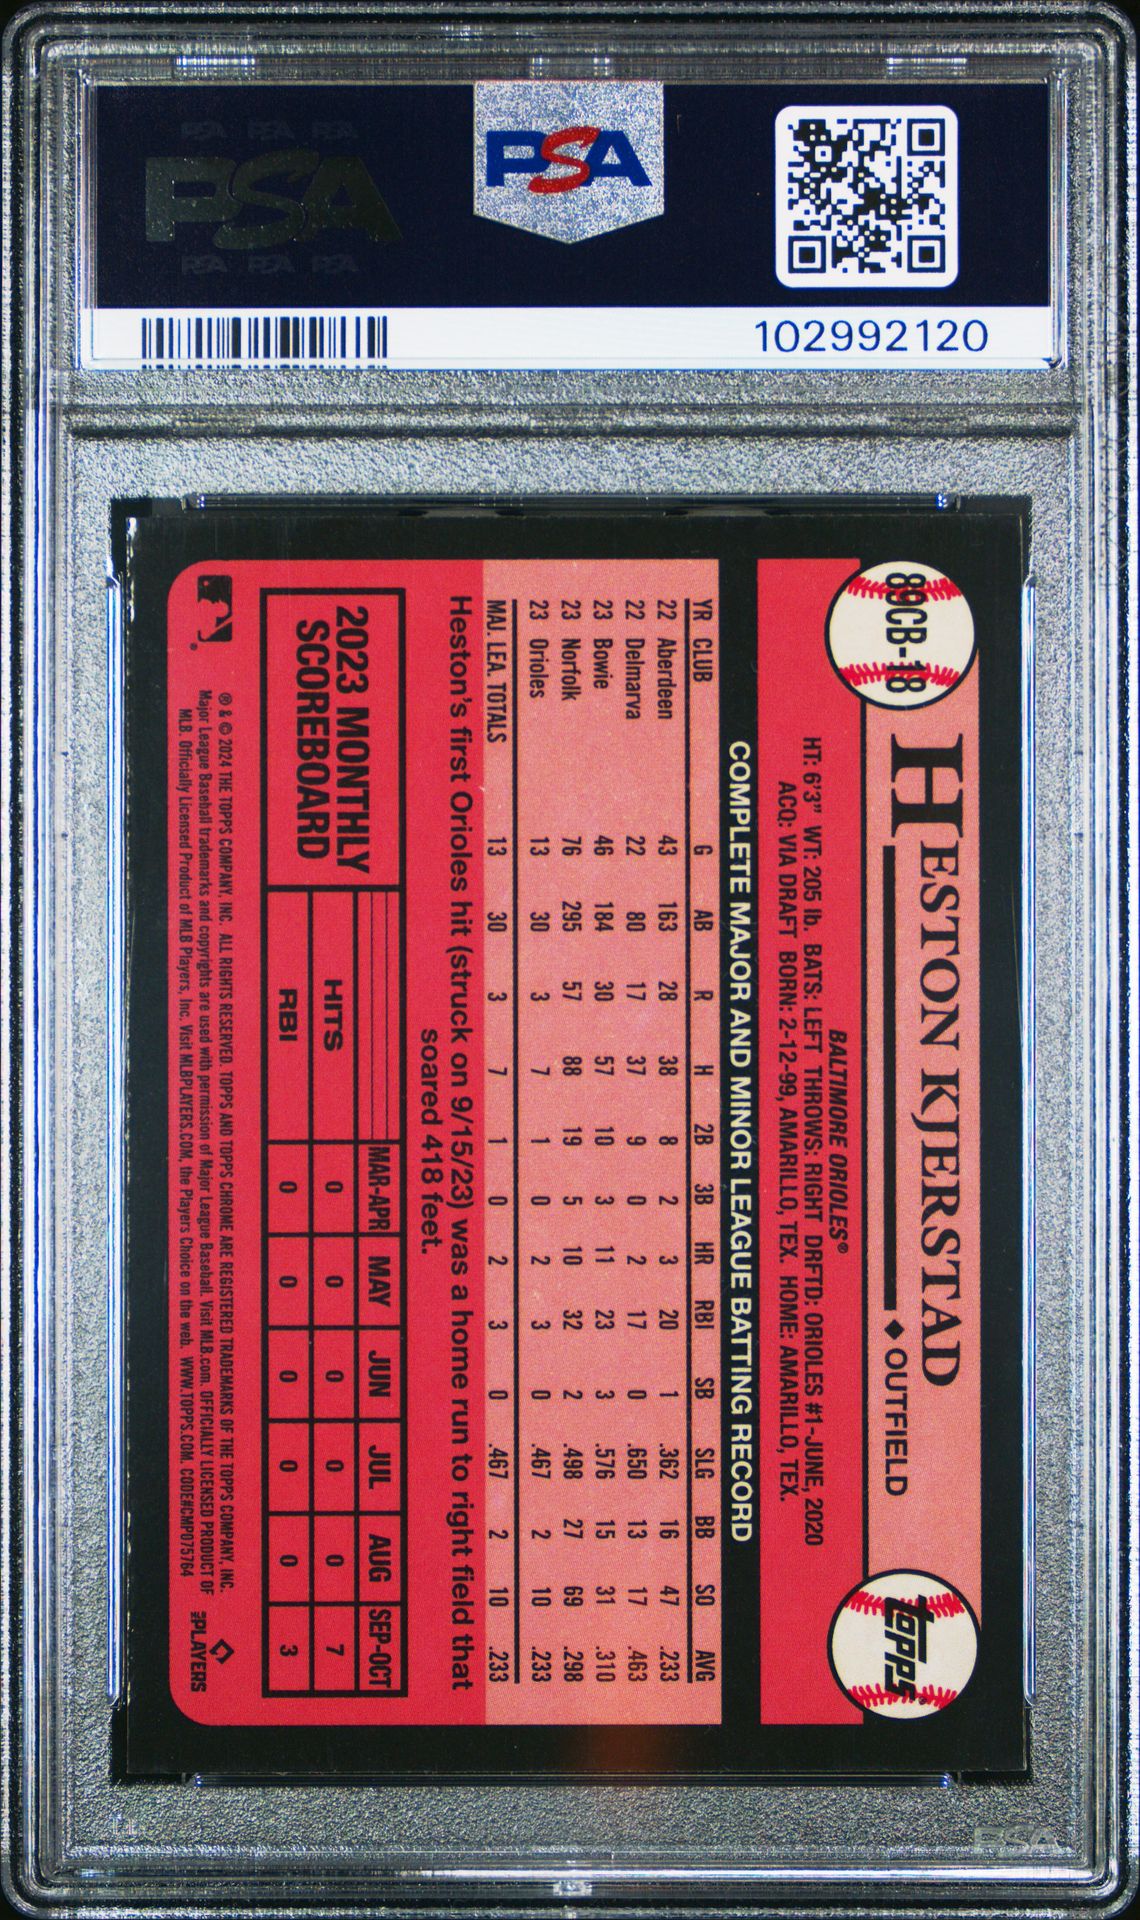 PSA PSA PSA
PSA
PSA PSA PSA
PSA
102992120
89CB-18
HESTON KJERSTAD
◆ OUTFIELD
topps®
BALTIMORE ORIOLES®
HT: 6'3" WT: 205 lb. BATS: LEFT THROWS: RIGHT DRFTD: ORIOLES #1-JUNE, 2020
ACQ: VIA DRAFT BORN: 2-12-99, AMARILLO, TEX. HOME: AMARILLO, TEX.
COMPLETE MAJOR AND MINOR LEAGUE BATTING RECORD
YR CLUB G AB R H 2B 3B HR RBI SB SLG BB SO AVG
22 Aberdeen 43 163 28 38 8 2 3 20 1 .362 16 47 .233
22 Delmarva 22 80 17 37 9 0 2 17 0 .650 13 17 .463
23 Bowie 46 184 30 57 10 3 11 23 3 .576 15 31 .310
23 Norfolk 76 295 57 88 19 5 10 32 2 .498 27 69 .298
23 Orioles 13 30 3 7 1 0 2 3 0 .467 2 10 .233
MAJ. LEA. TOTALS 13 30 3 7 1 0 2 3 0 .467 2 10 .233
Heston's first Orioles hit (struck on 9/15/23) was a home run to right field that
soared 418 feet.
2023 MONTHLY
SCOREBOARD
MAR-APR MAY JUN JUL AUG SEP-OCT
HITS 0 0 0 0 0 7
RBI 0 0 0 0 0 3
® & © 2024 THE TOPPS COMPANY, INC. ALL RIGHTS RESERVED. TOPPS AND TOPPS CHROME ARE REGISTERED TRADEMARKS OF THE TOPPS COMPANY, INC.
Major League Baseball trademarks and copyrights are used with permission of Major League Baseball. Visit MLB.com. OFFICIALLY LICENSED PRODUCT OF
MLB. Officially Licensed Product of MLB Players, Inc. Visit MLBPLAYERS.COM, the Players Choice on the web. WWW.TOPPS.COM. CODE#CMP075764
MLB PLAYERS
PSA